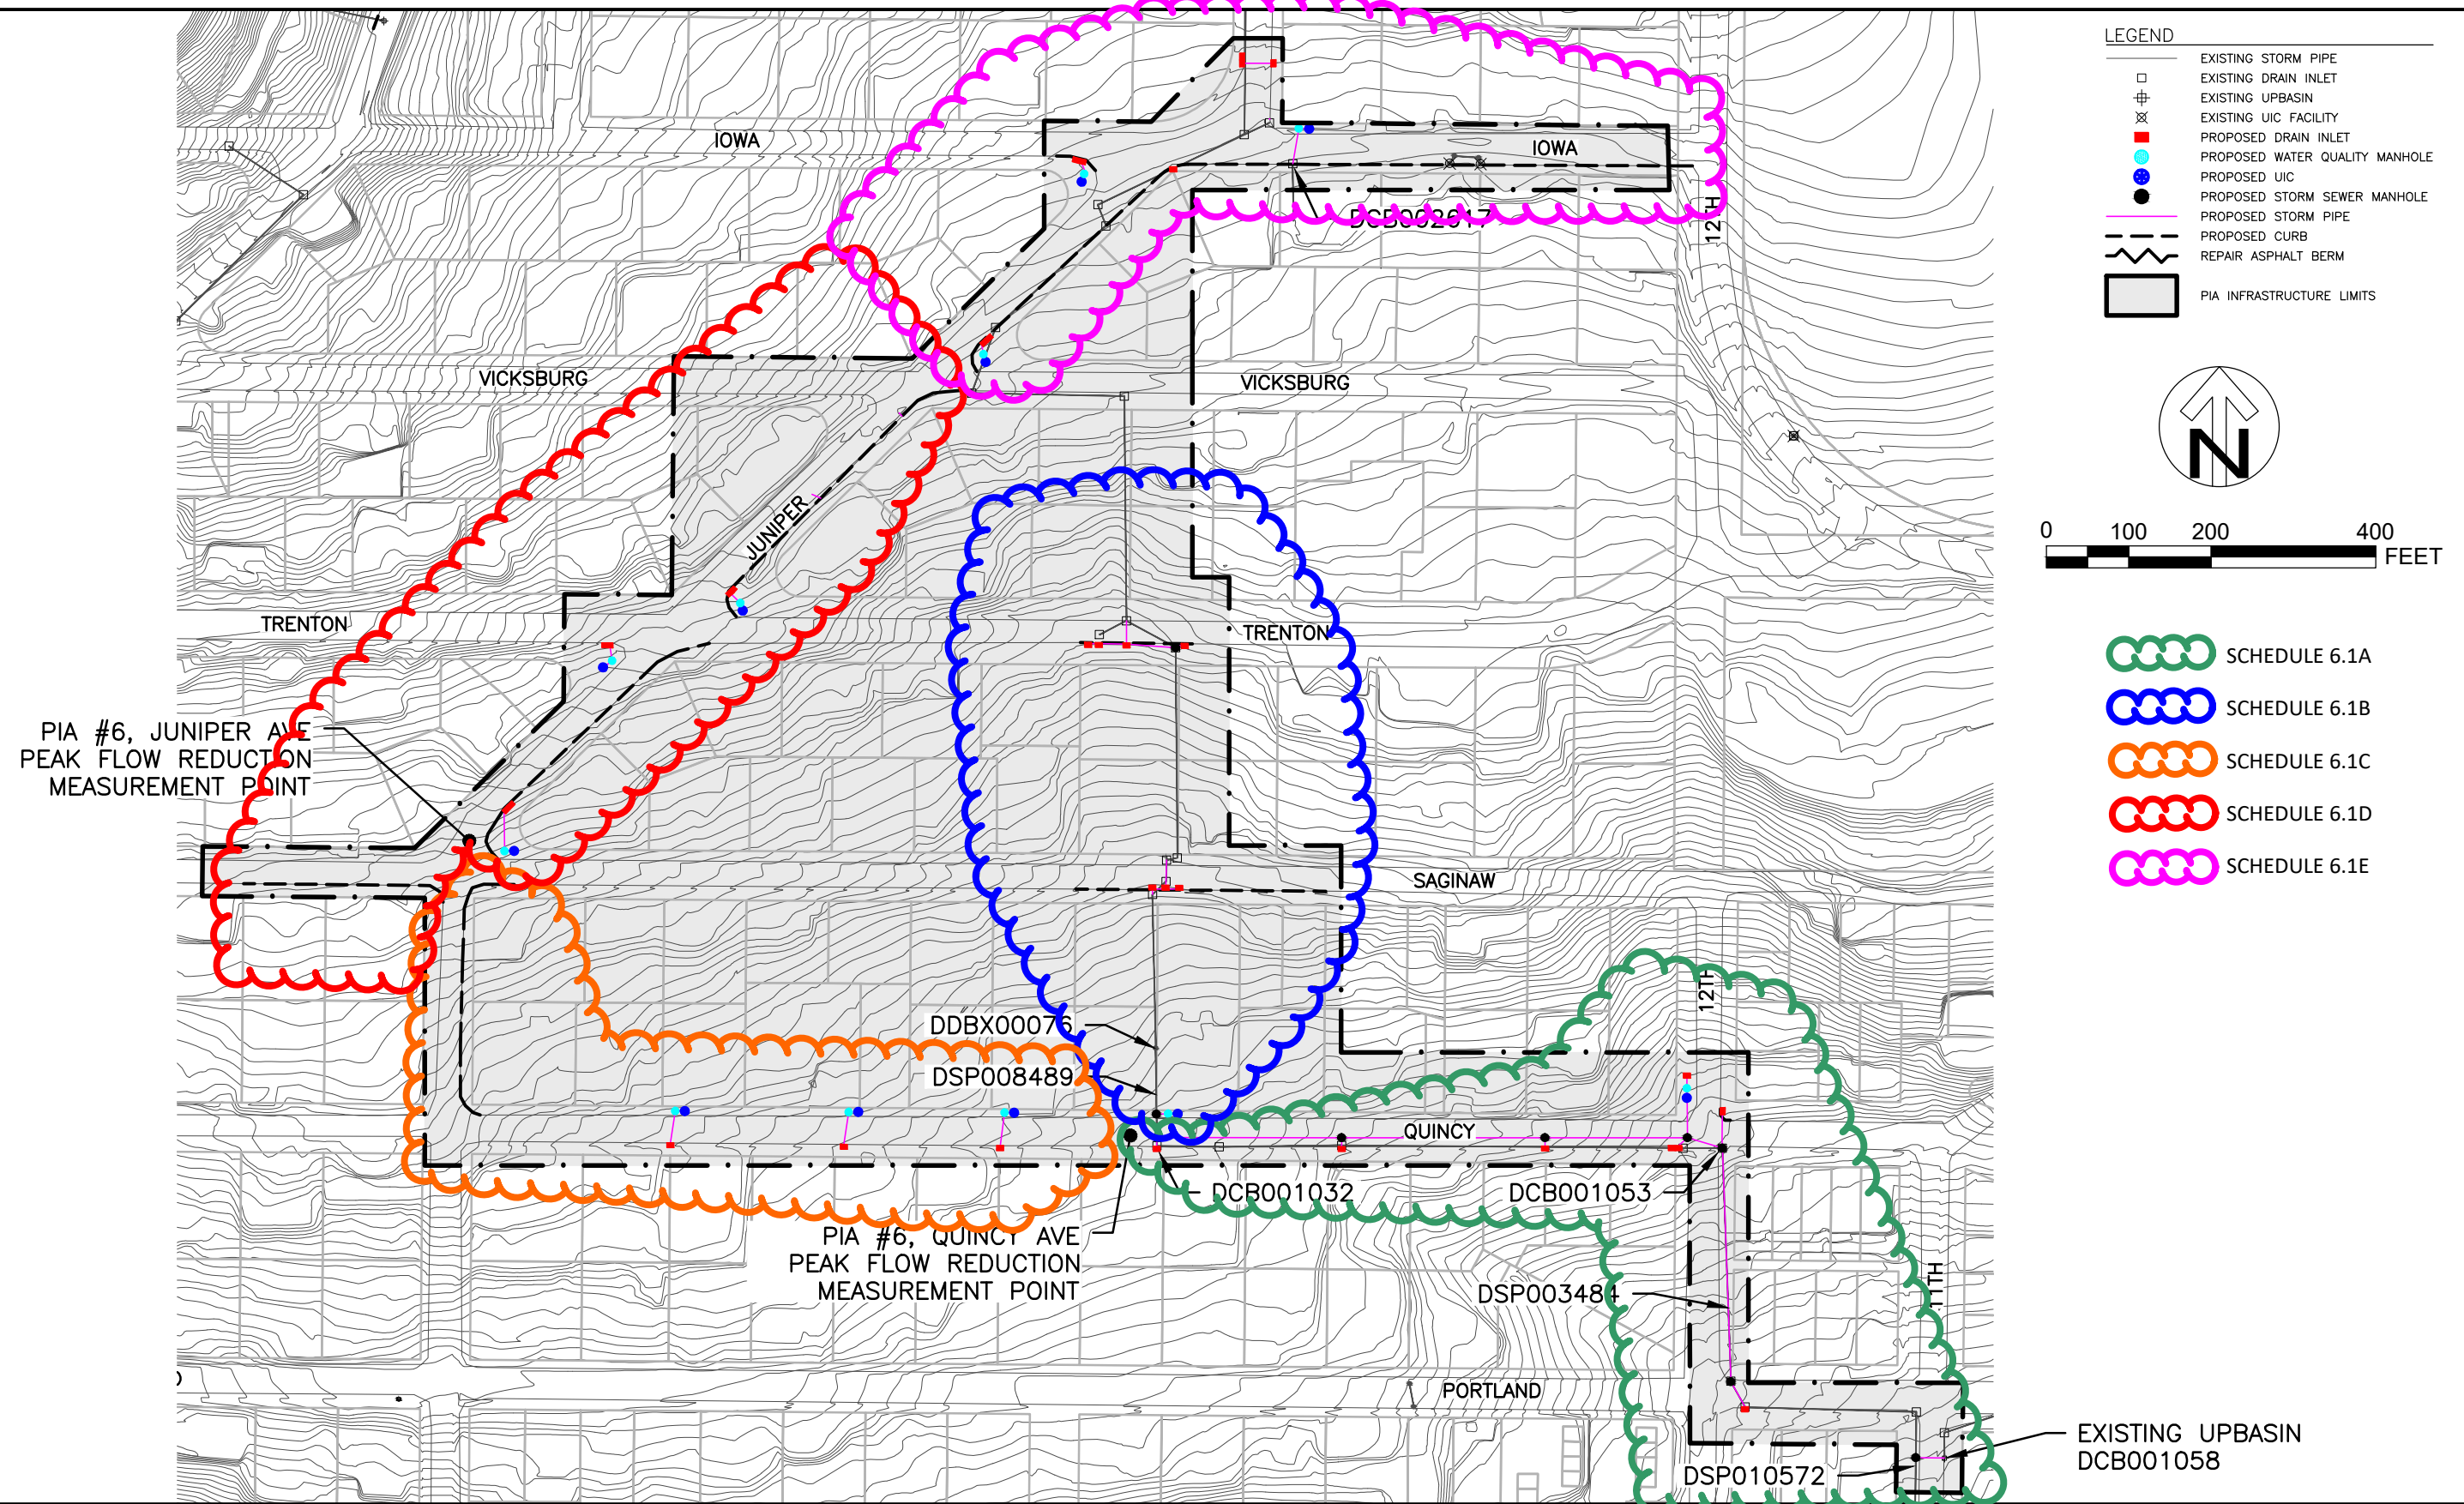 LEGEND
EXISTING STORM PIPE
EXISTING DRAIN INLET
EXISTING UPBASIN
EXISTING UIC FACILITY
PROPOSED DRAIN INLET
PROPOSED WATER QUALITY MANHOLE
PROPOSED UIC
PROPOSED STORM SEWER MANHOLE
PROPOSED STORM PIPE
PROPOSED CURB
REPAIR ASPHALT BERM
PIA INFRASTRUCTURE LIMITS
N
0 100 200 400
FEET
SCHEDULE 6.1A
SCHEDULE 6.1B
SCHEDULE 6.1C
SCHEDULE 6.1D
SCHEDULE 6.1E
IOWA
IOWA
DCB002617
12TH
VICKSBURG
VICKSBURG
JUNIPER
TRENTON
TRENTON
PIA #6, JUNIPER AVE
PEAK FLOW REDUCTION
MEASUREMENT POINT
SAGINAW
12TH
DDBX00076
DSP008489
QUINCY
DCB001032
DCB001053
PIA #6, QUINCY AVE
PEAK FLOW REDUCTION
MEASUREMENT POINT
DSP003484
11TH
PORTLAND
DSP010572
EXISTING UPBASIN
DCB001058